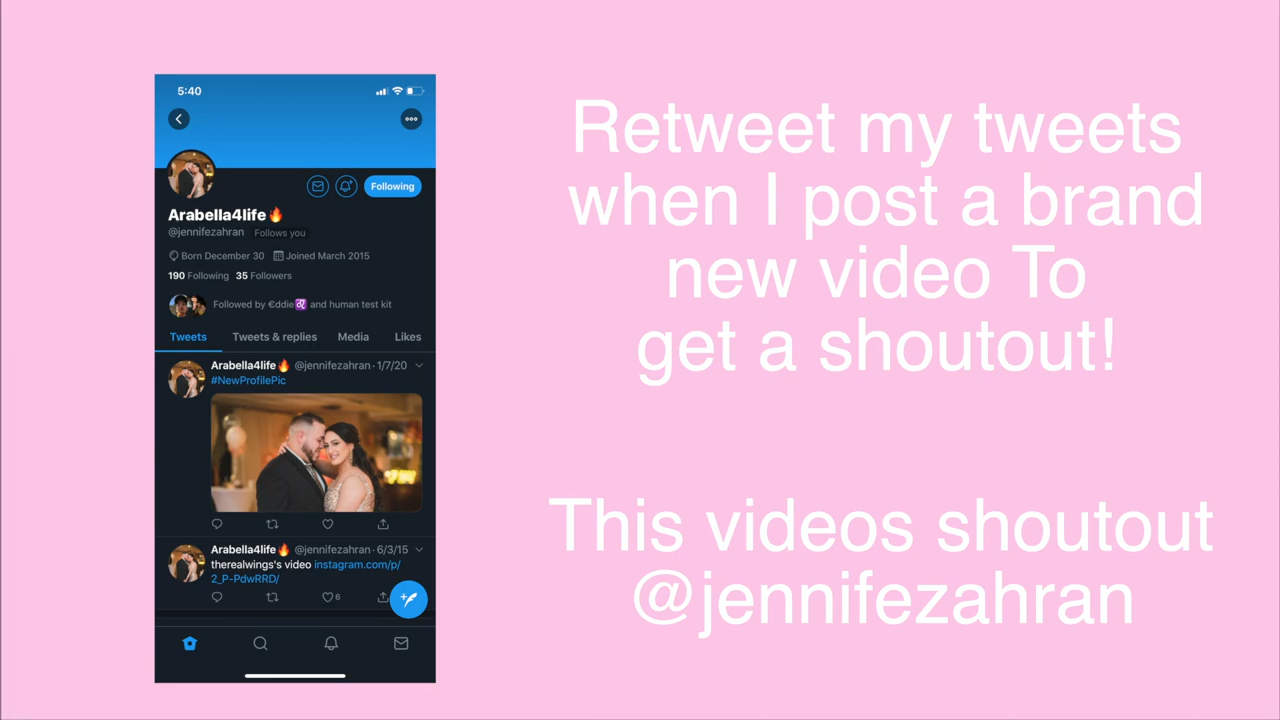 5:40
Following
Arabella4life🔥
@jennifezahran Follows you
Born December 30 Joined March 2015
190 Following 35 Followers
Followed by €ddie♌ and human test kit
Tweets Tweets & replies Media Likes
Arabella4life🔥 @jennifezahran · 1/7/20
#NewProfilePic
Arabella4life🔥 @jennifezahran · 6/3/15
therealwings's video instagram.com/p/
2_P-PdwRRD/
6
Retweet my tweets
when I post a brand
new video To
get a shoutout!
This videos shoutout
@jennifezahran